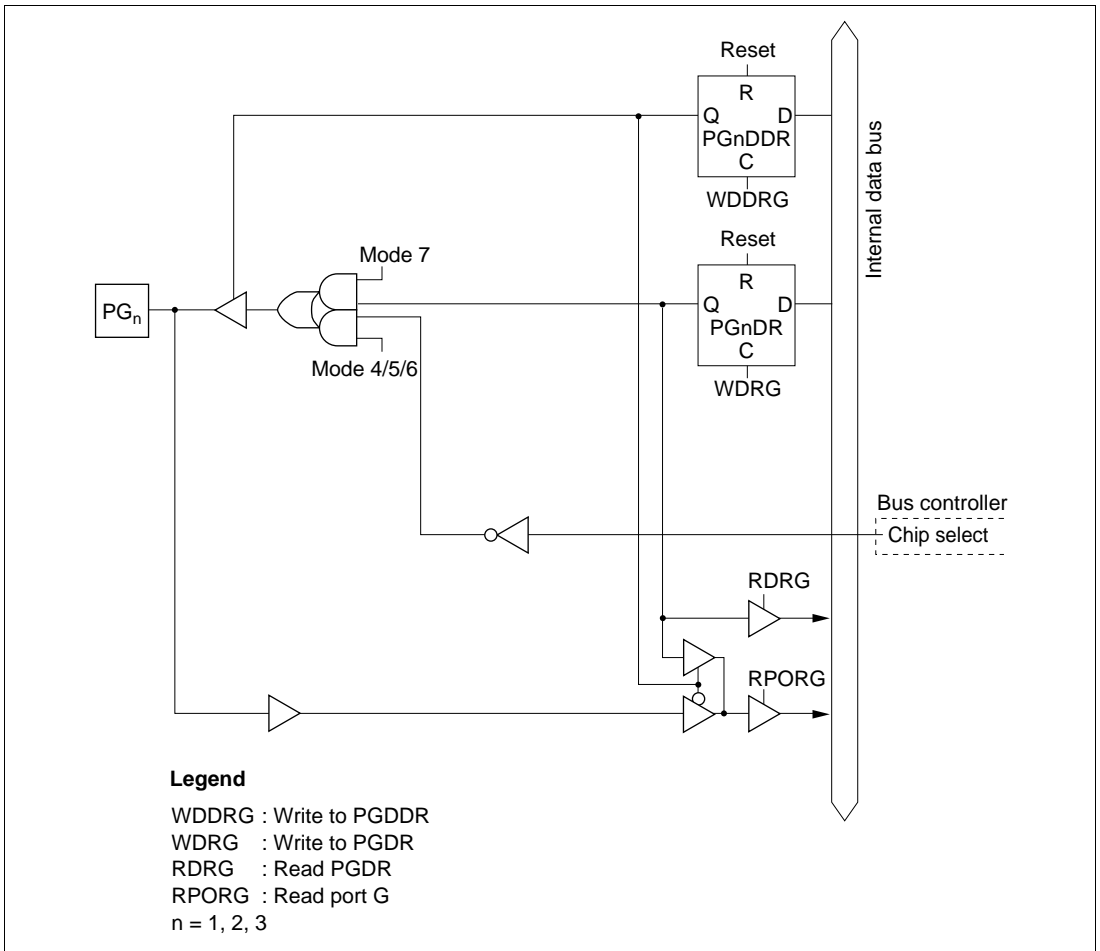 Reset
R
Q D
PGnDDR
C
WDDRG
Internal data bus
Reset
R
Mode 7
Q D
PGn
PGnDR
C
Mode 4/5/6
WDRG
Bus controller
Chip select
RDRG
RPORG
Legend
WDDRG : Write to PGDDR
WDRG : Write to PGDR
RDRG : Read PGDR
RPORG : Read port G
n = 1, 2, 3